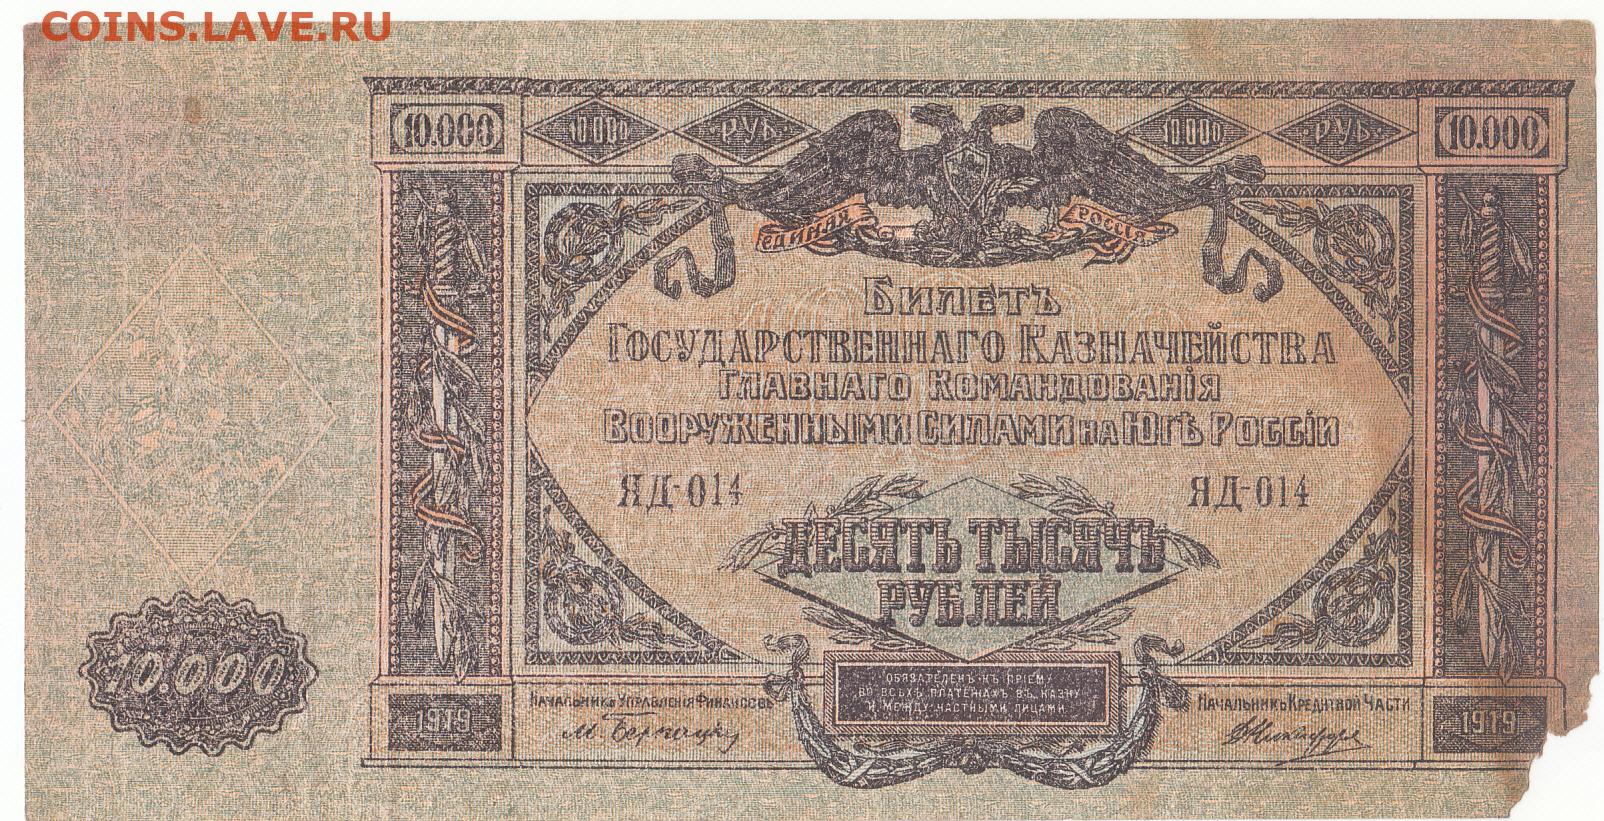 COINS.LAVE.RU
10.000 10.000 РУБ. 10.000 РУБ. 10.000
ЕДИНАЯ РОССІЯ
БИЛЕТЪ
ГОСУДАРСТВЕННАГО КАЗНАЧЕЙСТВА
ГЛАВНАГО КОМАНДОВАНІЯ
ВООРУЖЕННЫМИ СИЛАМИ НА ЮГѢ РОССІИ
ЯД-014 ЯД-014
ДЕСЯТЬ ТЫСЯЧЪ
РУБЛЕЙ
10.000
ОБЯЗАТЕЛЕНЪ КЪ ПРІЕМУ
ВО ВСѢХЪ ПЛАТЕЖАХЪ ВЪ КАЗНУ
И МЕЖДУ ЧАСТНЫМИ ЛИЦАМИ
НАЧАЛЬНИКЪ УПРАВЛЕНІЯ ФИНАНСОВЪ НАЧАЛЬНИКЪ КРЕДИТНОЙ ЧАСТИ
1919 1919